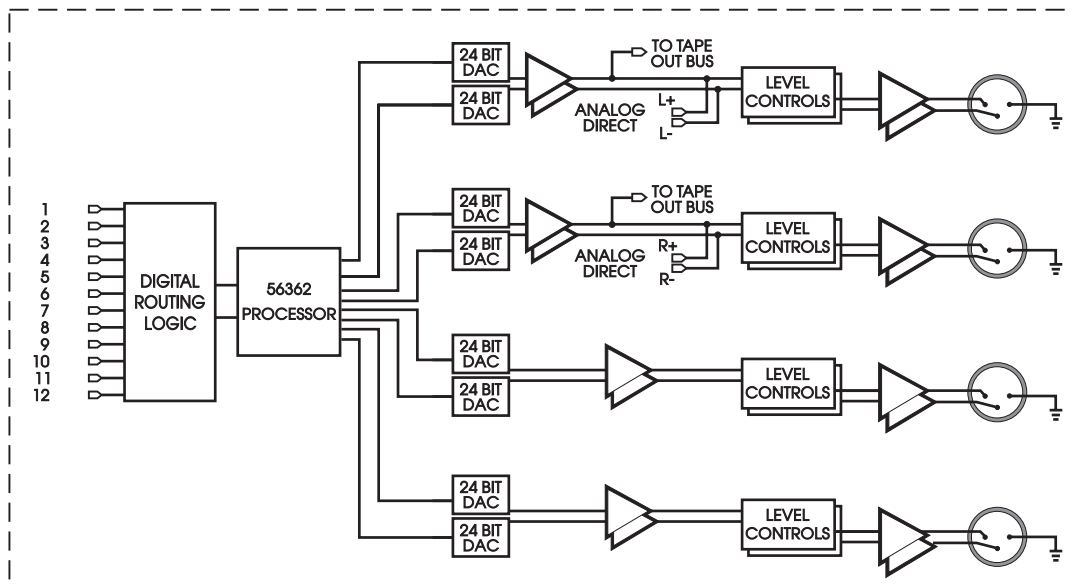 24 BIT
DAC
24 BIT
DAC
TO TAPE
OUT BUS
ANALOG
DIRECT
L+
L-
LEVEL
CONTROLS
24 BIT
DAC
24 BIT
DAC
TO TAPE
OUT BUS
ANALOG
DIRECT
R+
R-
LEVEL
CONTROLS
1
2
3
4
5
6
7
8
9
10
11
12
DIGITAL
ROUTING
LOGIC
56362
PROCESSOR
24 BIT
DAC
24 BIT
DAC
LEVEL
CONTROLS
24 BIT
DAC
24 BIT
DAC
LEVEL
CONTROLS